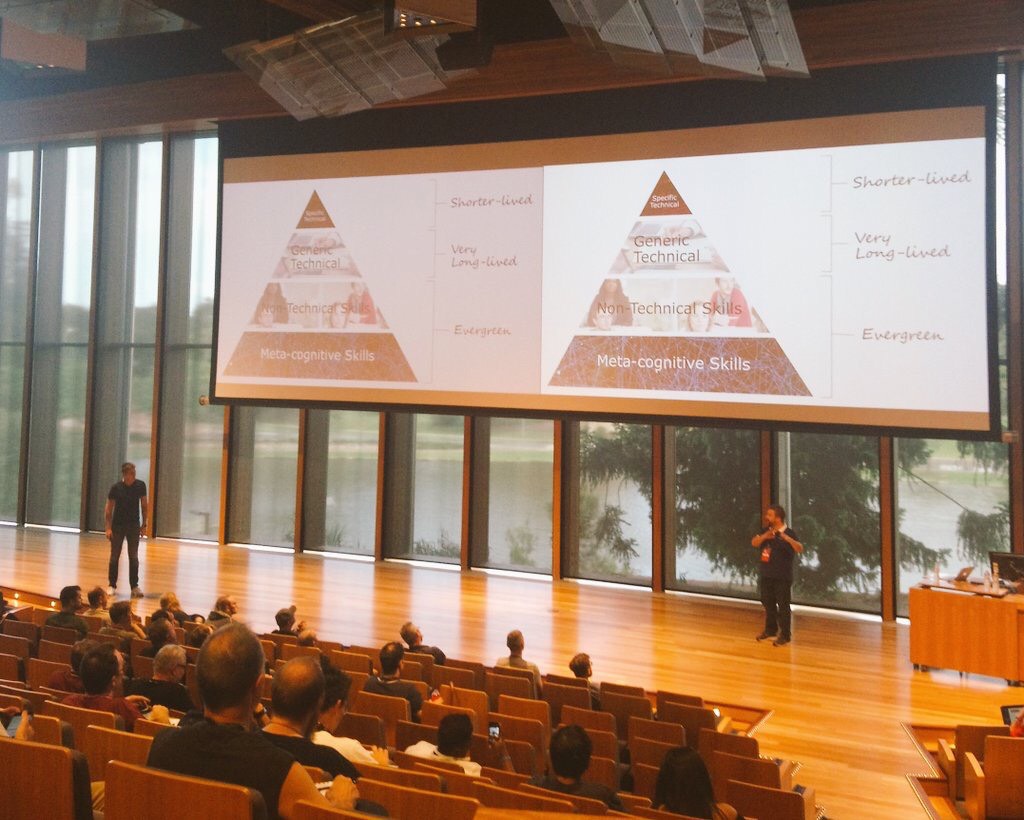 Specific
Technical
Generic
Technical
Non-Technical Skills
Meta-cognitive Skills
Shorter-lived
Very
Long-lived
Evergreen
Specific
Technical
Generic
Technical
Non-Technical Skills
Meta-cognitive Skills
Shorter-lived
Very
Long-lived
Evergreen